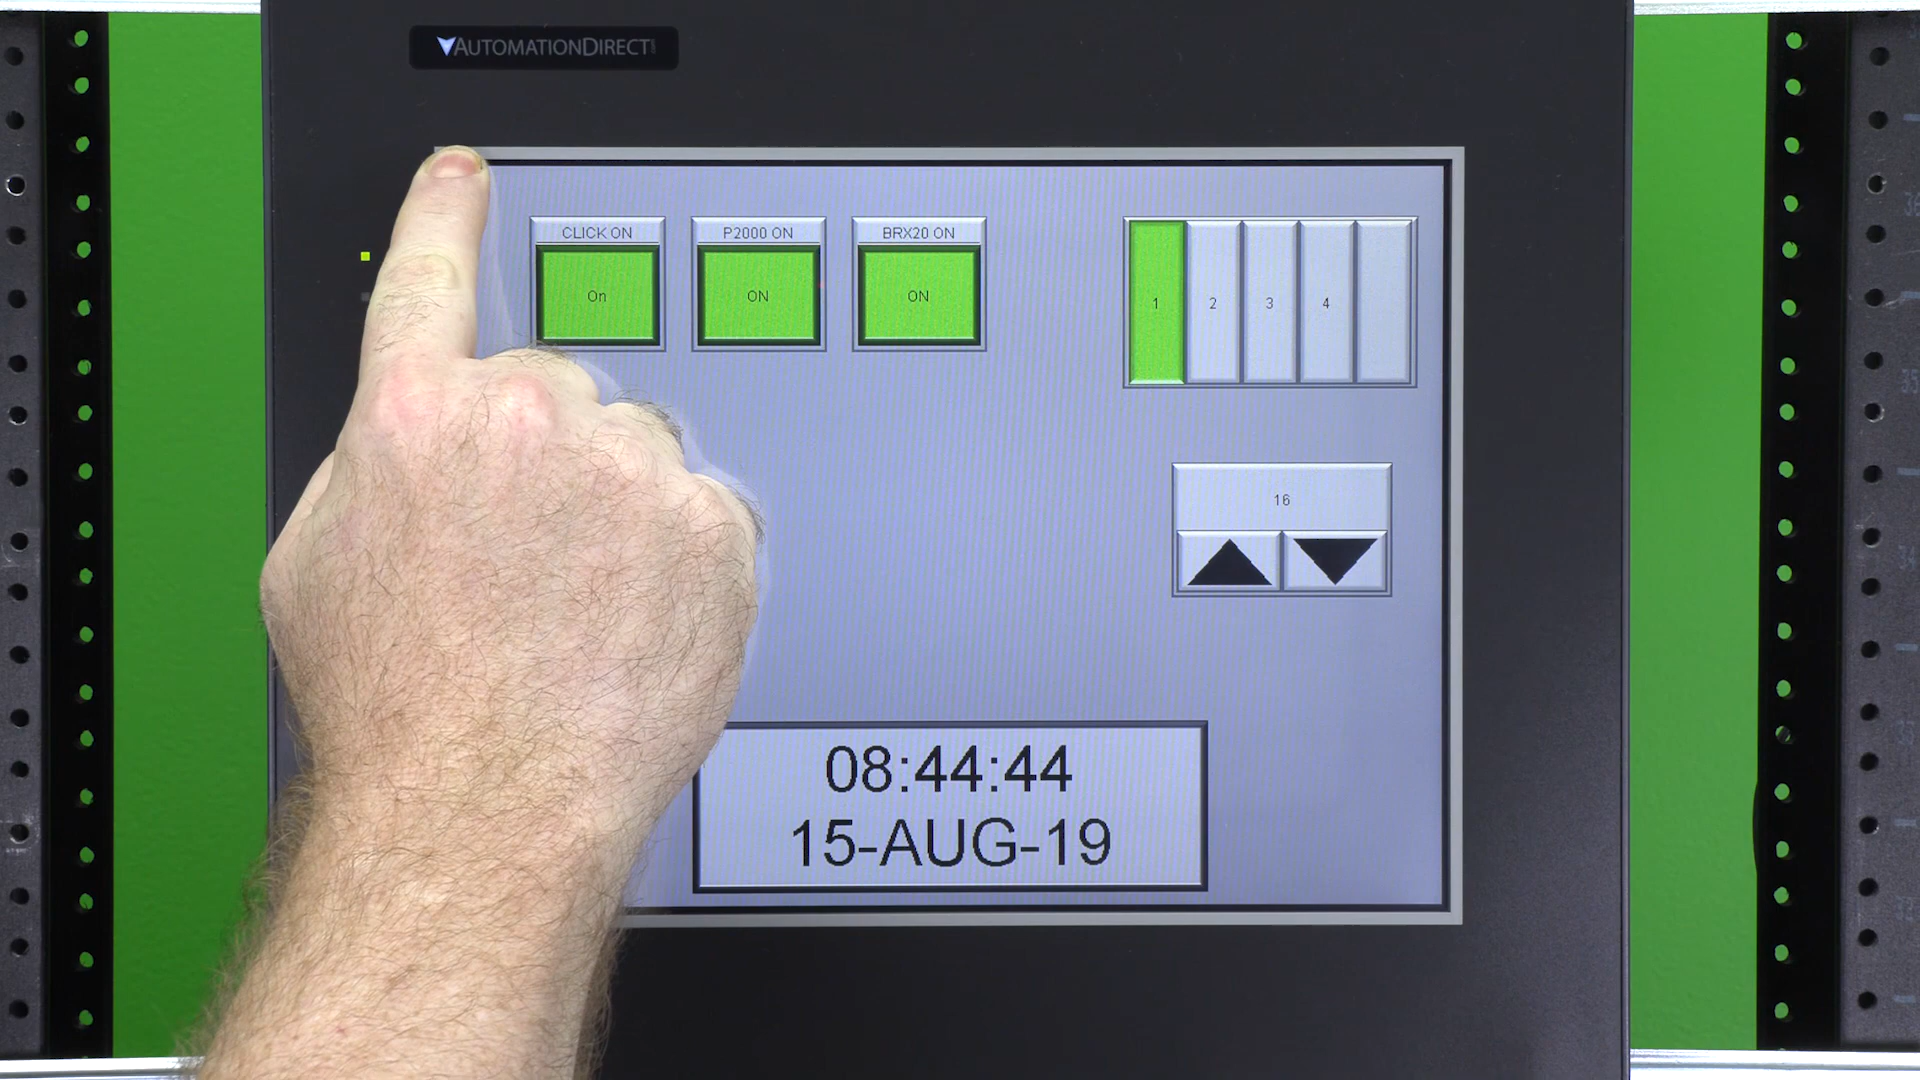 AUTOMATIONDIRECT
CLICK ON
P2000 ON
BRX20 ON
On
ON
ON
1
2
3
4
16
08:44:44
15-AUG-19